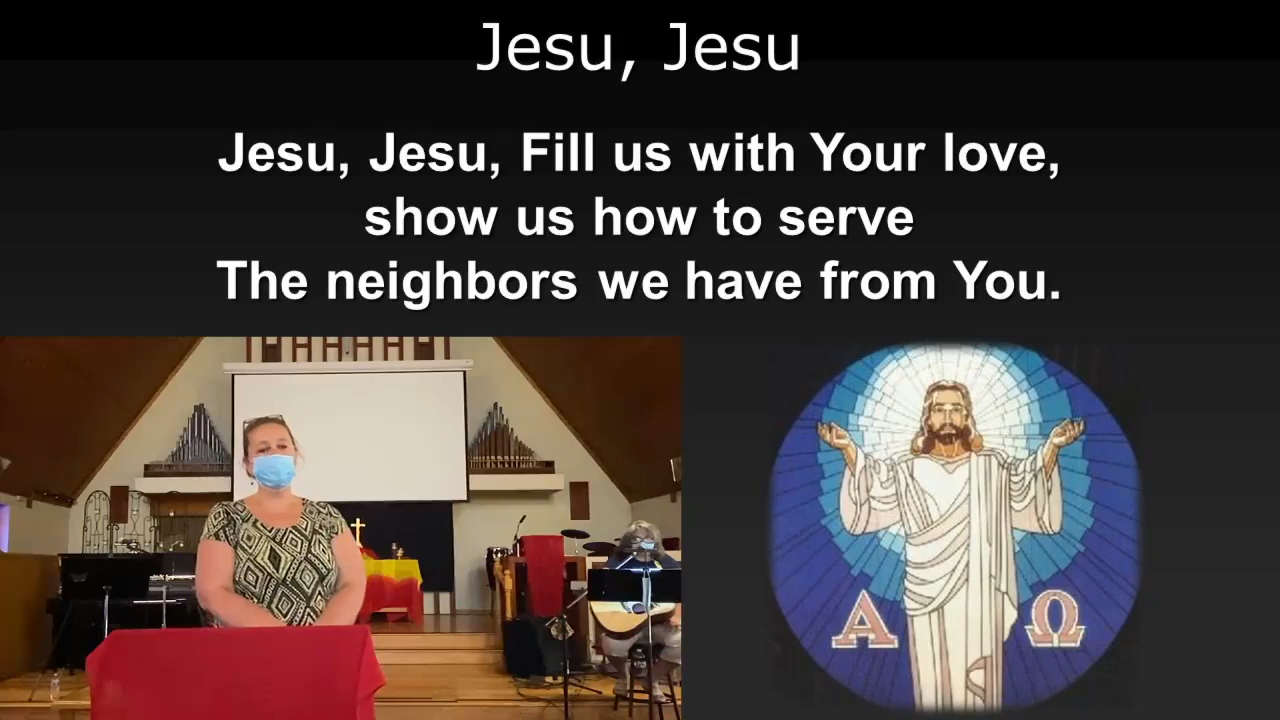 Jesu, Jesu
Jesu, Jesu, Fill us with Your love,
show us how to serve
The neighbors we have from You.
Α Ω